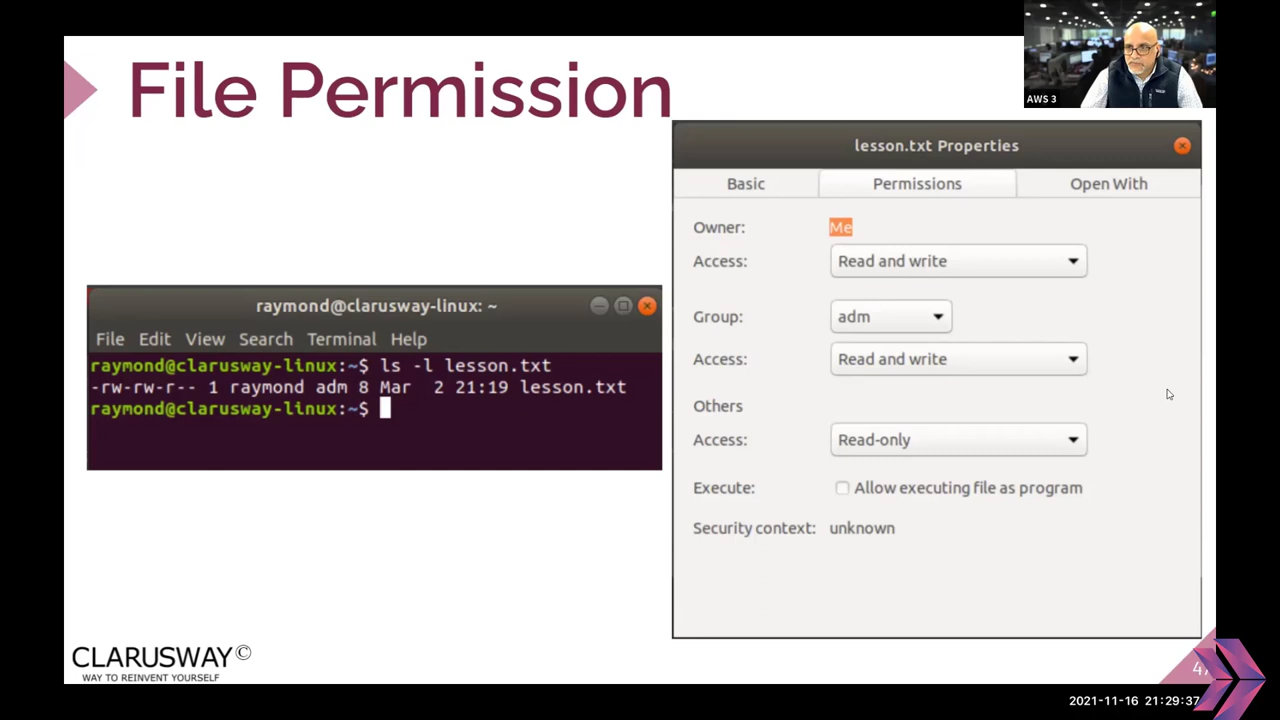 File Permission
AWS 3
lesson.txt Properties
Basic Permissions Open With
Owner: Me
Access: Read and write
Group: adm
Access: Read and write
Others
Access: Read-only
Execute: Allow executing file as program
Security context: unknown
raymond@clarusway-linux: ~
File Edit View Search Terminal Help
raymond@clarusway-linux:~$ ls -l lesson.txt
-rw-rw-r-- 1 raymond adm 8 Mar  2 21:19 lesson.txt
raymond@clarusway-linux:~$
CLARUSWAY©
WAY TO REINVENT YOURSELF
2021-11-16 21:29:37